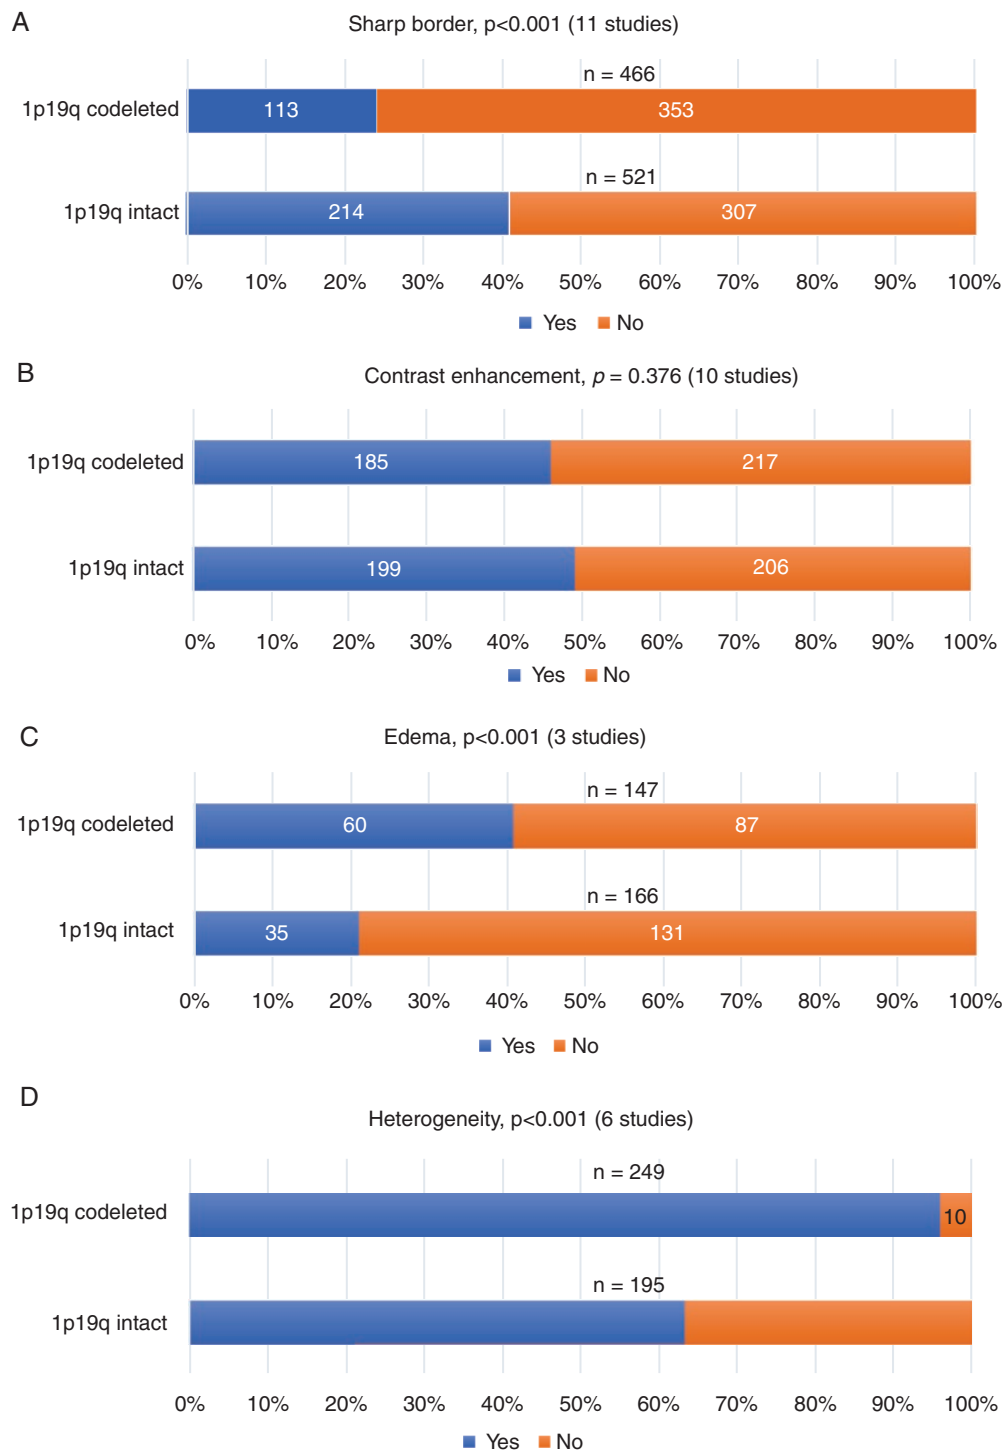 A
Sharp border, p<0.001 (11 studies)
n = 466
1p19q codeleted 113 353
n = 521
1p19q intact 214 307
0% 10% 20% 30% 40% 50% 60% 70% 80% 90% 100%
Yes No
B
Contrast enhancement, p = 0.376 (10 studies)
1p19q codeleted 185 217
1p19q intact 199 206
0% 10% 20% 30% 40% 50% 60% 70% 80% 90% 100%
Yes No
C
Edema, p<0.001 (3 studies)
n = 147
1p19q codeleted 60 87
n = 166
1p19q intact 35 131
0% 10% 20% 30% 40% 50% 60% 70% 80% 90% 100%
Yes No
D
Heterogeneity, p<0.001 (6 studies)
n = 249
1p19q codeleted 10
n = 195
1p19q intact
0% 10% 20% 30% 40% 50% 60% 70% 80% 90% 100%
Yes No